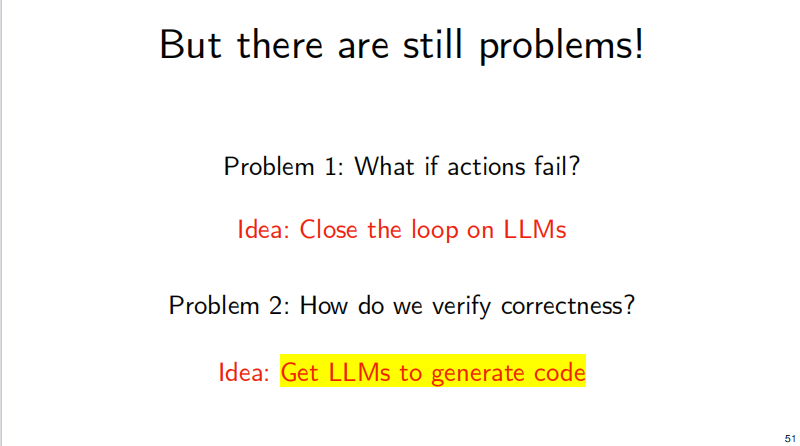 But there are still problems!
Problem 1: What if actions fail?
Idea: Close the loop on LLMs
Problem 2: How do we verify correctness?
Idea: Get LLMs to generate code
51